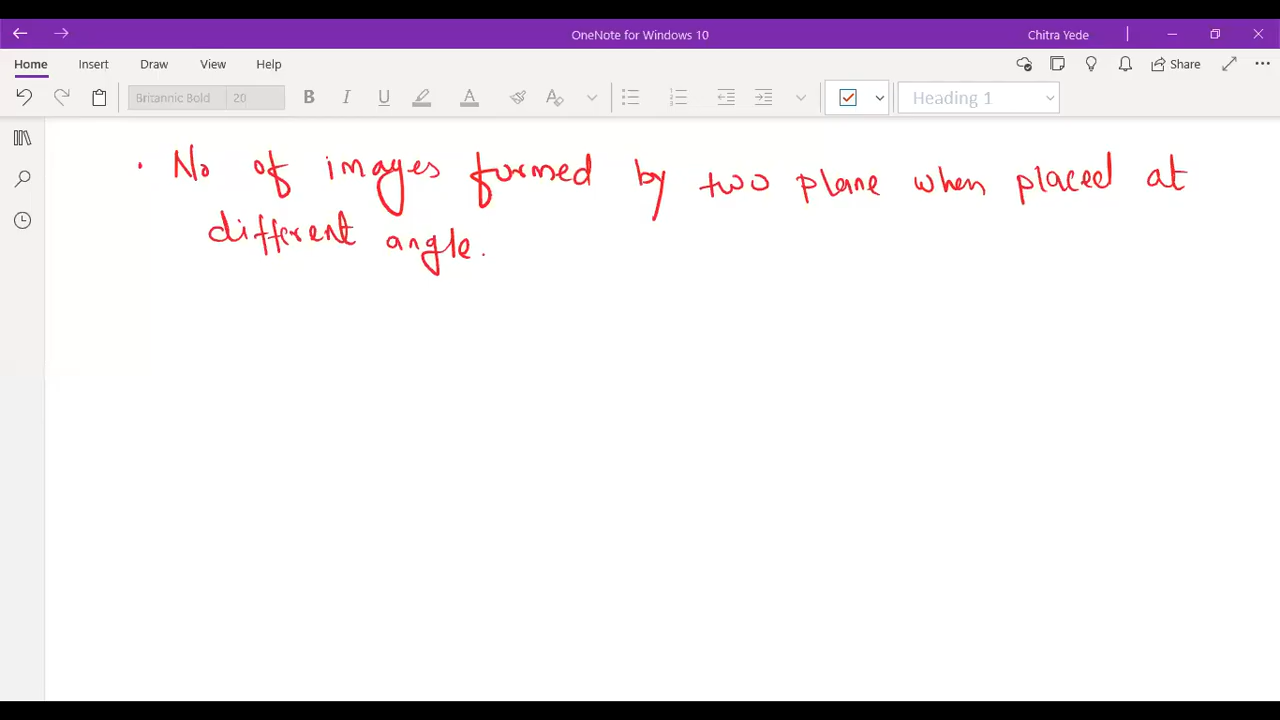 OneNote for Windows 10
Chitra Yede
Home Insert Draw View Help
Share
Britannic Bold 20 B I U A A Heading 1
• No of images formed by two plane when placed at
different angle.